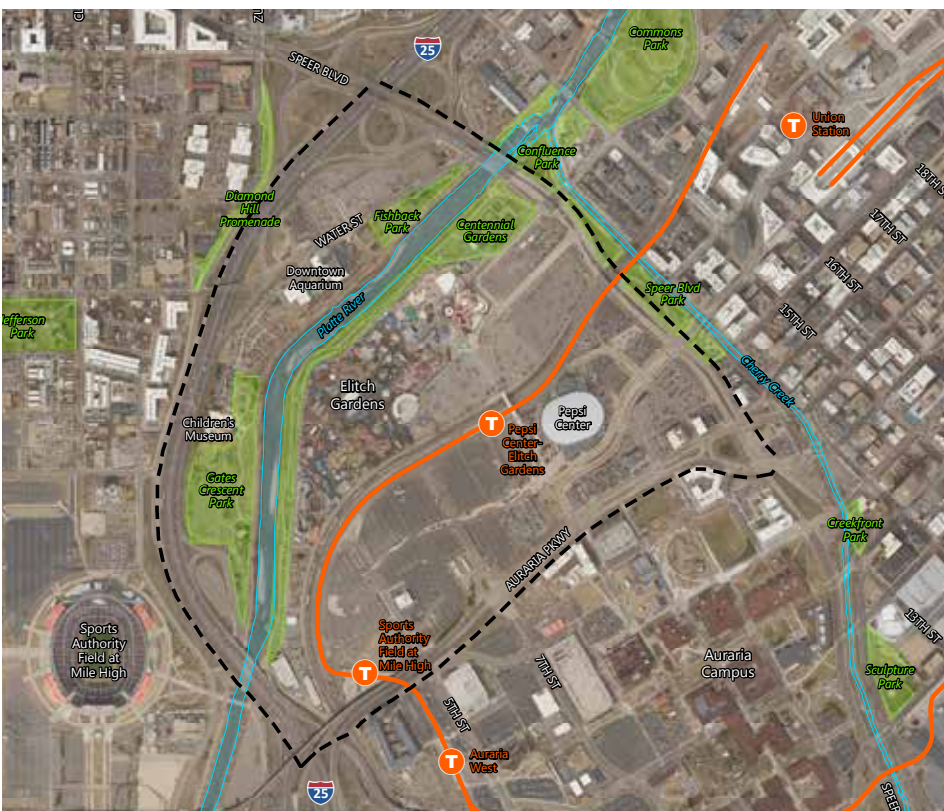 CL
ZU
25
SPEER BLVD
Commons
Park
T
Union
Station
18TH S
Confluence
Park
Diamond
Hill
Promenade
WATER ST
Fishback
Park
Centennial
Gardens
17TH ST
16TH ST
Downtown
Aquarium
Speer Blvd
Park
15TH ST
Jefferson
Park
Platte River
Cherry Creek
Elitch
Gardens
Children's
Museum
T
Pepsi
Center-
Elitch
Gardens
Pepsi
Center
Gates
Crescent
Park
Creekfront
Park
AURARIA PKWY
Sports
Authority
Field at
Mile High
Sports
Authority
Field at
Mile High
T
7TH ST
Auraria
Campus
13TH ST
Sculpture
Park
5TH ST
T
Auraria
West
25
SPEE